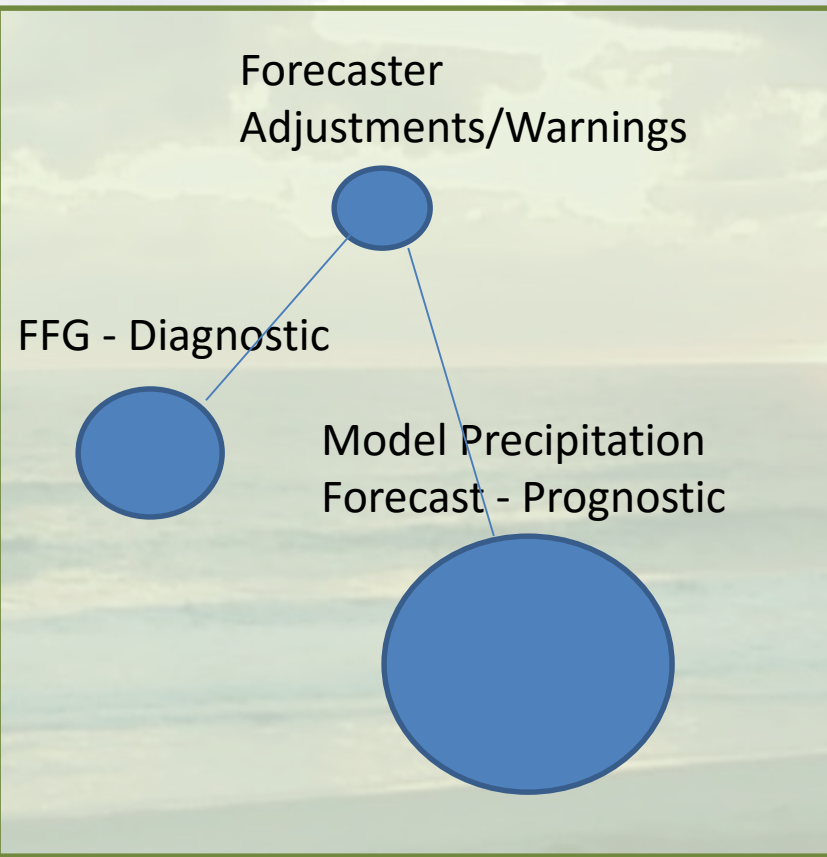 Forecaster
Adjustments/Warnings
FFG - Diagnostic
Model Precipitation
Forecast - Prognostic